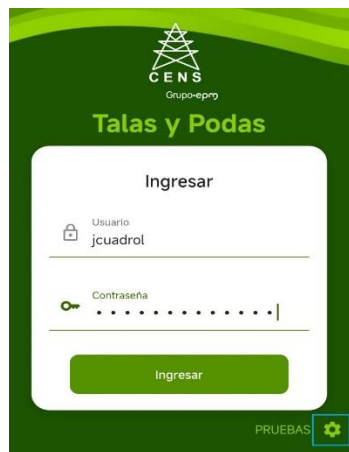 CENS
Grupo-epm
Talas y Podas
Ingresar
Usuario
jcuadrol
Contraseña
Ingresar
PRUEBAS